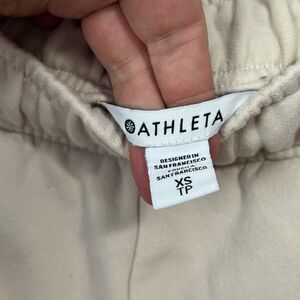 ATHLETA
DESIGNED IN
SAN FRANCISCO
SAN FRANCISCO
XS
TP